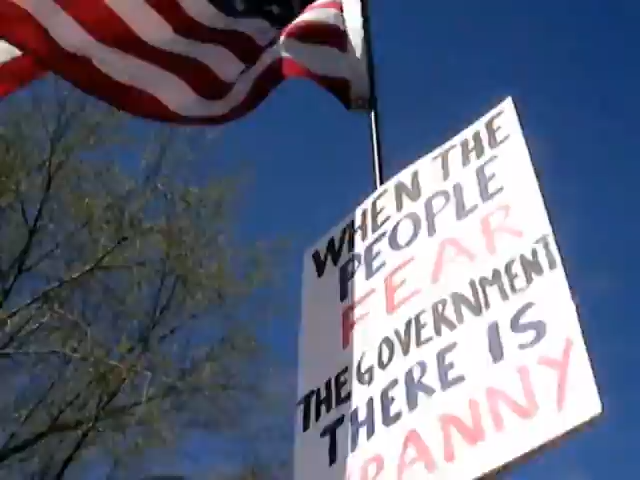 WHEN THE
PEOPLE
FEAR
THE GOVERNMENT
THERE IS
RANNY